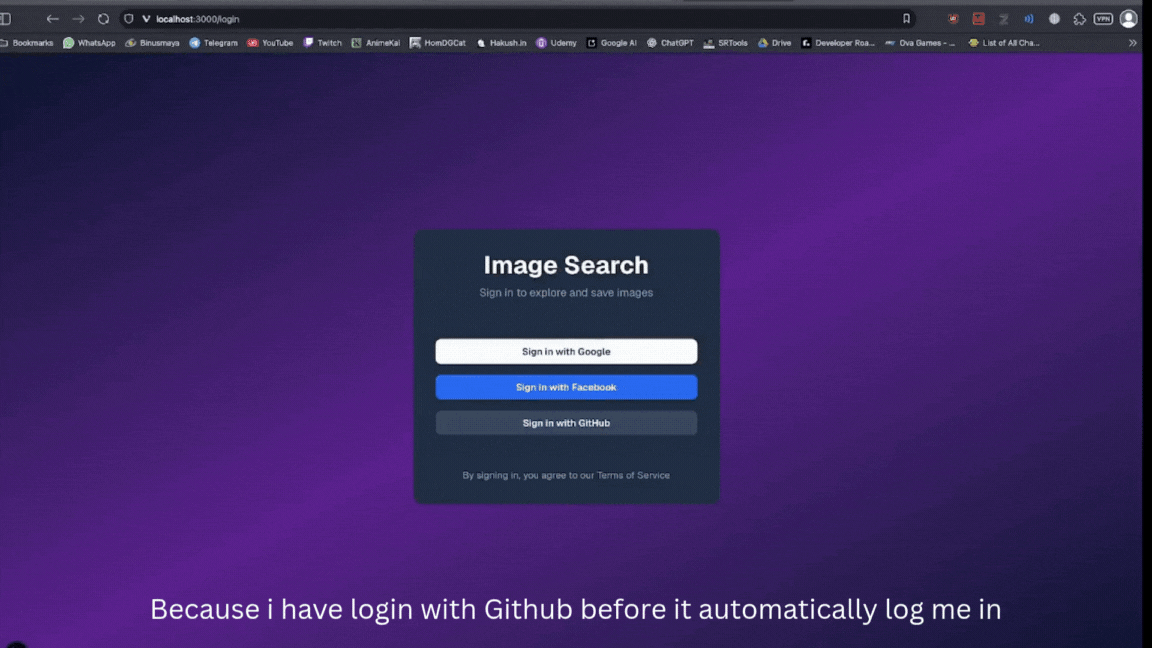 localhost:3000/login
VPN
Bookmarks WhatsApp Binusmaya Telegram YouTube Twitch AnimeKai HomDGCat Hakush.in Udemy Google AI ChatGPT SRTools Drive Developer Roa... Ova Games - ... List of All Cha...
Image Search
Sign in to explore and save images
Sign in with Google
Sign in with Facebook
Sign in with GitHub
By signing in, you agree to our Terms of Service
Because i have login with Github before it automatically log me in